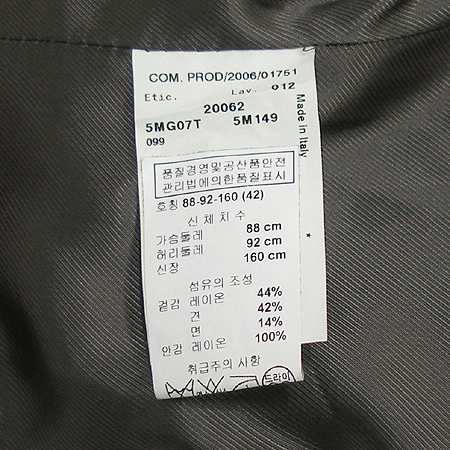 COM. PROD/2006/01751
Etic. Lav. 012
20062
5MG07T 5M149
099
Made in Italy
품질경영및공산품안전
관리법에의한품질표시
호칭 88-92-160 (42)
신체치수
가슴둘레 88 cm
허리둘레 92 cm
신장 160 cm
섬유의 조성
겉감 레이온 44%
견 42%
면 14%
안감 레이온 100%
취급주의 사항
드라이